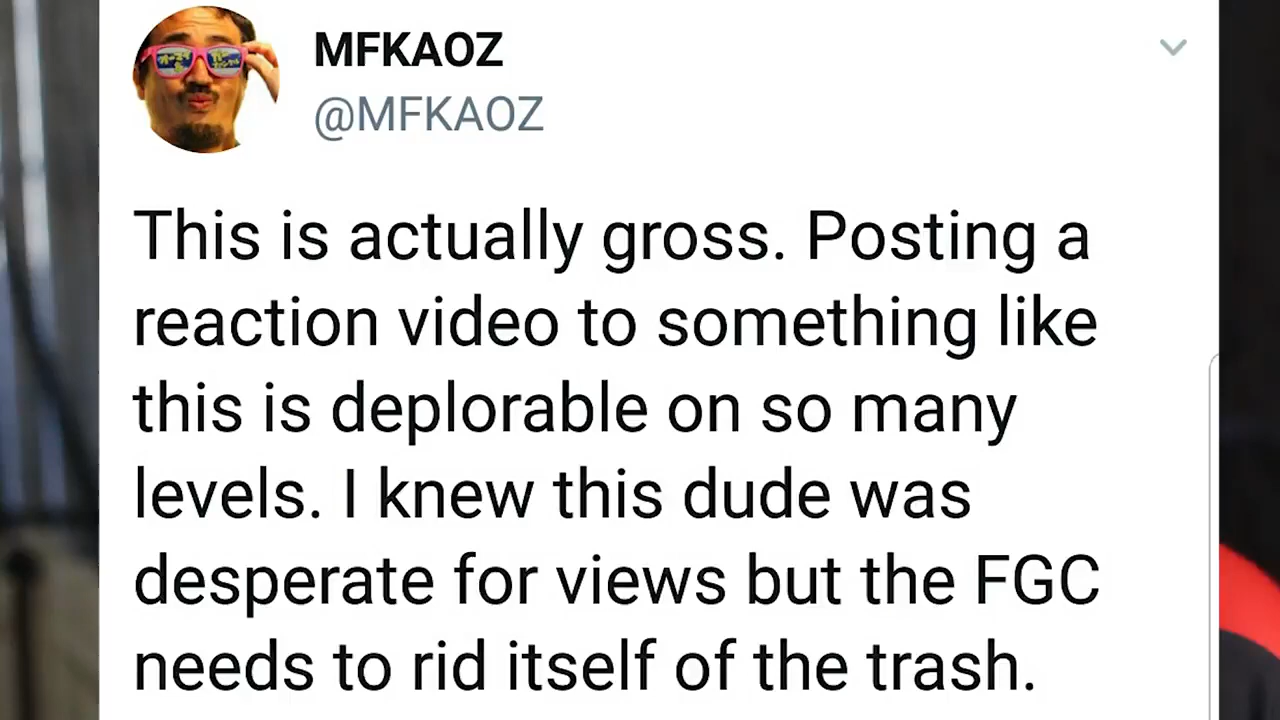 MFKAOZ
@MFKAOZ
This is actually gross. Posting a
reaction video to something like
this is deplorable on so many
levels. I knew this dude was
desperate for views but the FGC
needs to rid itself of the trash.